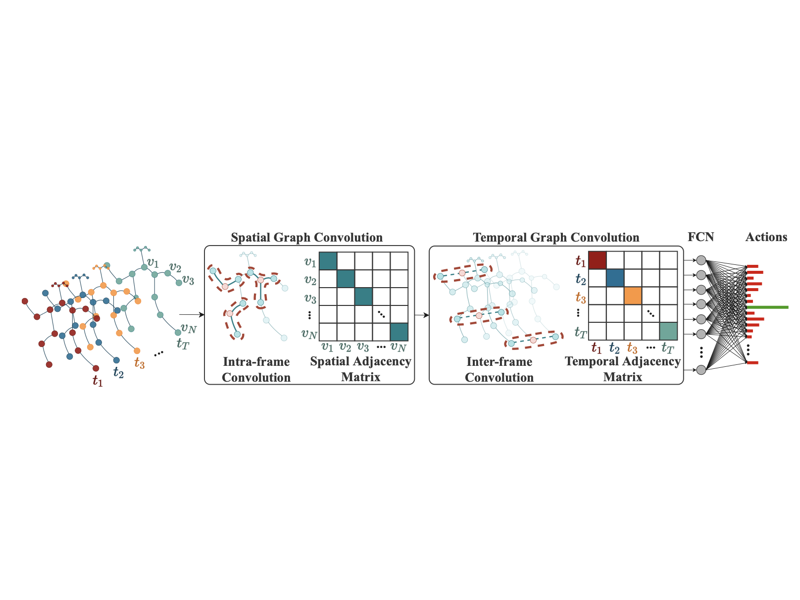 Spatial Graph Convolution
Temporal Graph Convolution
FCN
Actions
v1
v2
v3
vN
tT
t3
t2
t1
...
v1
v2
v3
⋮
vN
v1 v2 v3 ... vN
Intra-frame
Convolution
Spatial Adjacency
Matrix
t1
t2
t3
⋮
tT
t1 t2 t3 ... tT
Inter-frame
Convolution
Temporal Adjacency
Matrix